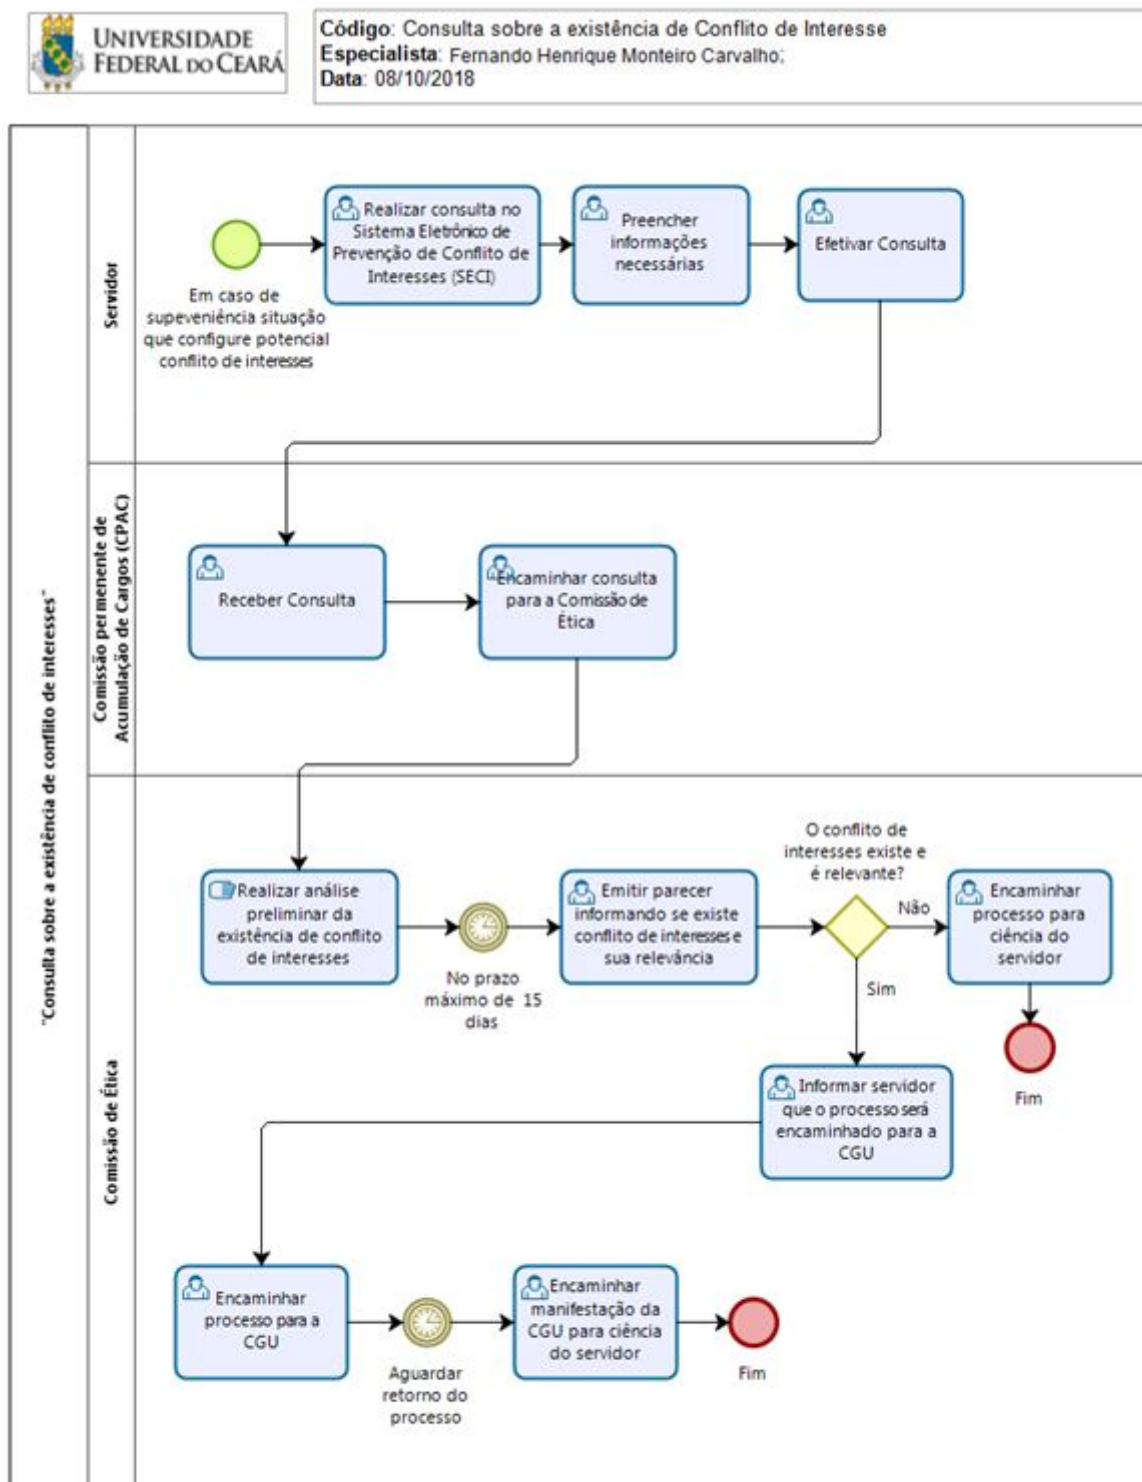 UNIVERSIDADE
FEDERAL DO CEARÁ
Código: Consulta sobre a existência de Conflito de Interesse
Especialista: Fernando Henrique Monteiro Carvalho;
Data: 08/10/2018
"Consulta sobre a existência de conflito de interesses"
Servidor
Em caso de
supeveniência situação
que configure potencial
conflito de interesses
Realizar consulta no
Sistema Eletrônico de
Prevenção de Conflito de
Interesses (SECI)
Preencher
informações
necessárias
Efetivar Consulta
Comissão permenente de
Acumulação de Cargos (CPAC)
Receber Consulta
Encaminhar consulta
para a Comissão de
Ética
Comissão de Ética
Realizar análise
preliminar da
existência de conflito
de interesses
No prazo
máximo de 15
dias
Emitir parecer
informando se existe
conflito de interesses e
sua relevância
O conflito de
interesses existe e
é relevante?
Não
Sim
Encaminhar
processo para
ciência do
servidor
Fim
Informar servidor
que o processo será
encaminhado para a
CGU
Encaminhar
processo para a
CGU
Aguardar
retorno do
processo
Encaminhar
manifestação da
CGU para ciência
do servidor
Fim